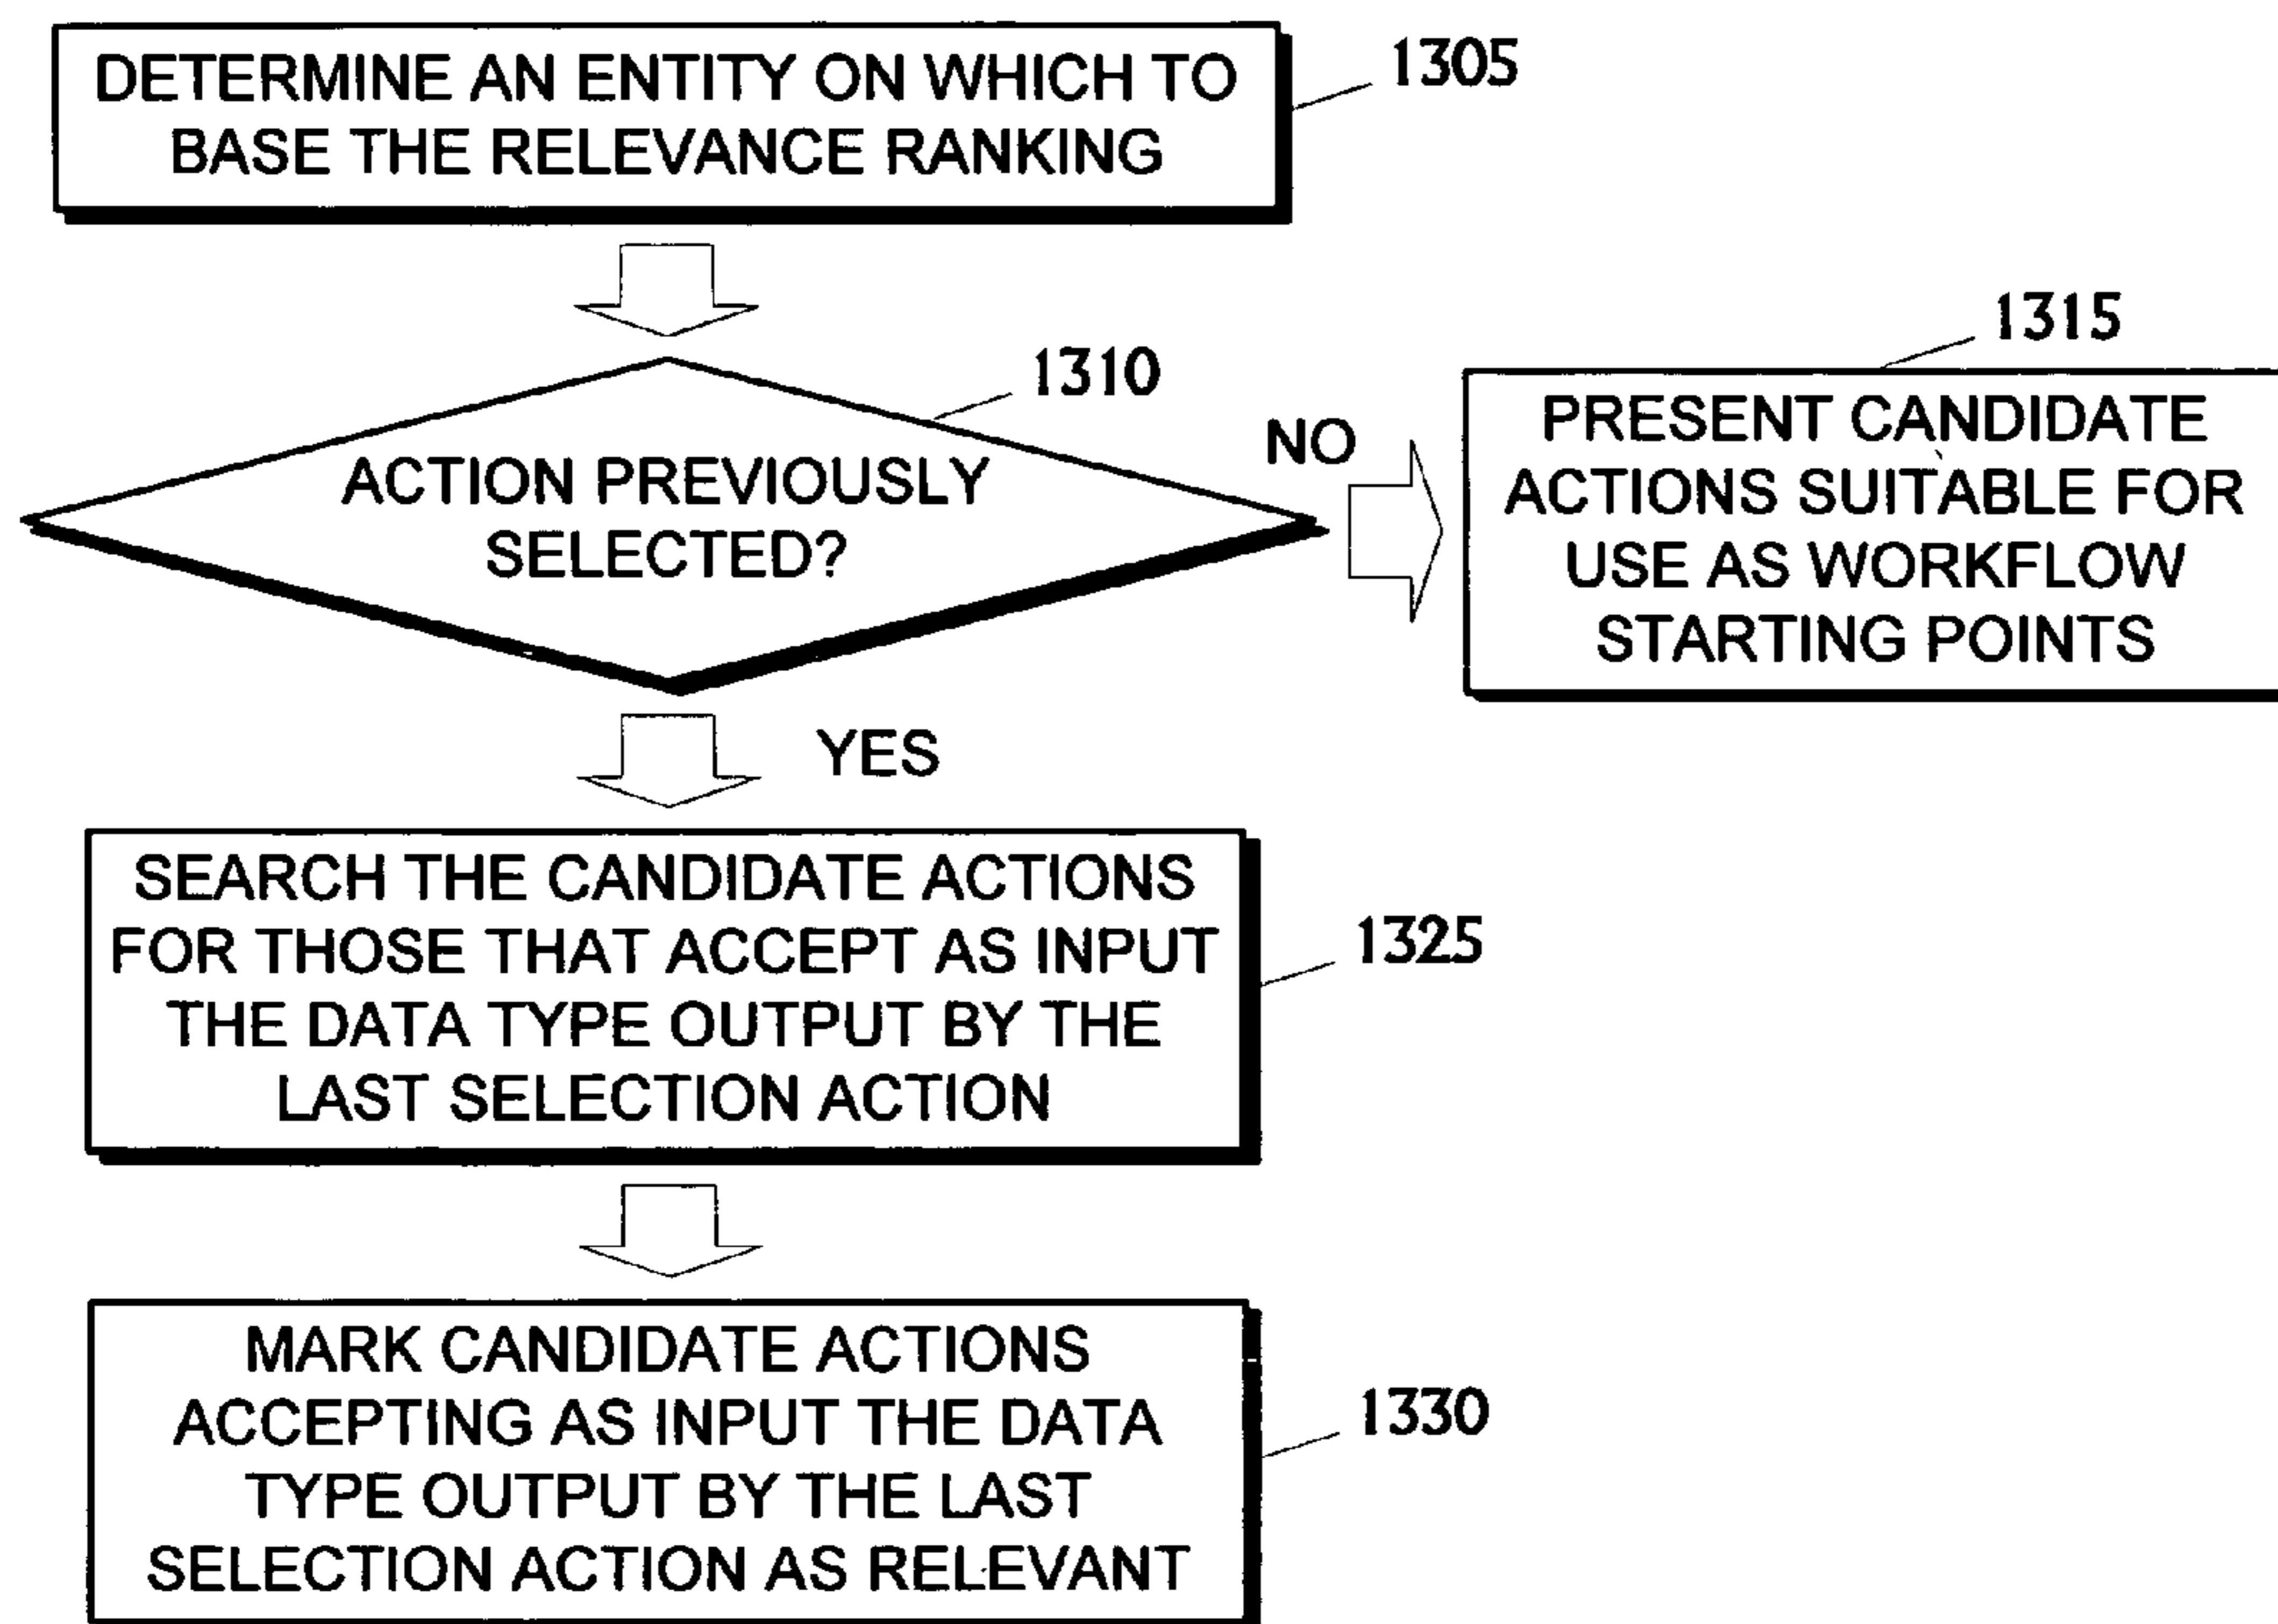 DETERMINE AN ENTITY ON WHICH TO
BASE THE RELEVANCE RANKING
1305
1310
ACTION PREVIOUSLY
SELECTED?
NO
1315
PRESENT CANDIDATE
ACTIONS SUITABLE FOR
USE AS WORKFLOW
STARTING POINTS
YES
SEARCH THE CANDIDATE ACTIONS
FOR THOSE THAT ACCEPT AS INPUT
THE DATA TYPE OUTPUT BY THE
LAST SELECTION ACTION
1325
MARK CANDIDATE ACTIONS
ACCEPTING AS INPUT THE DATA
TYPE OUTPUT BY THE LAST
SELECTION ACTION AS RELEVANT
1330